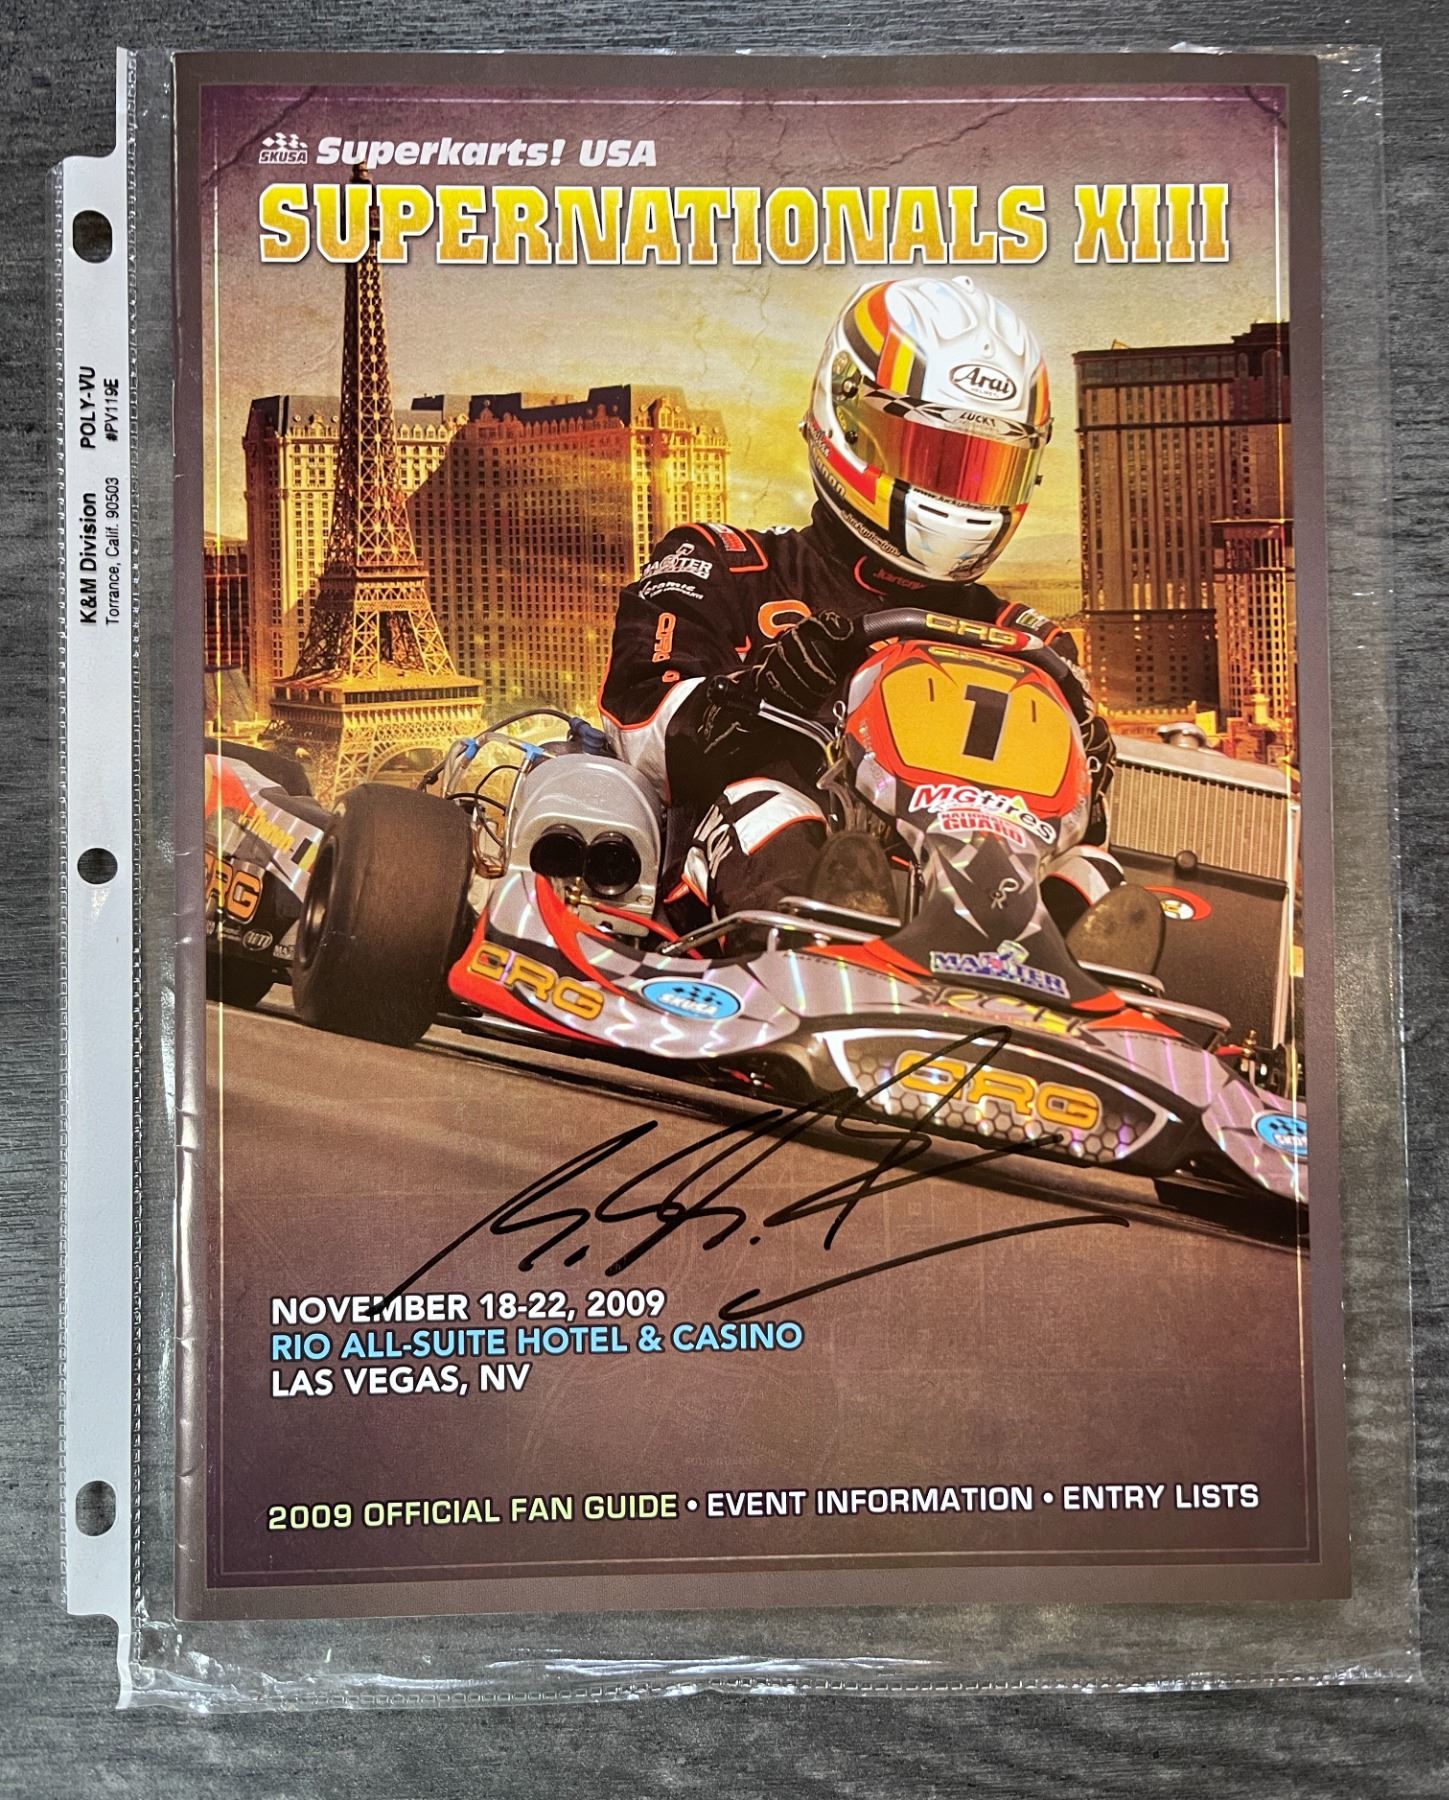 SKUSA Superkarts! USA
SUPERNATIONALS XIII
Arai
LUCKY
CRG
1
MG tires
NATIONAL GUARD
CRG
CRG
SKUSA
CRG
NOVEMBER 18-22, 2009
RIO ALL-SUITE HOTEL & CASINO
LAS VEGAS, NV
2009 OFFICIAL FAN GUIDE • EVENT INFORMATION • ENTRY LISTS
K&M Division POLY-VU
Torrance, Calif. 90503 #PV119E